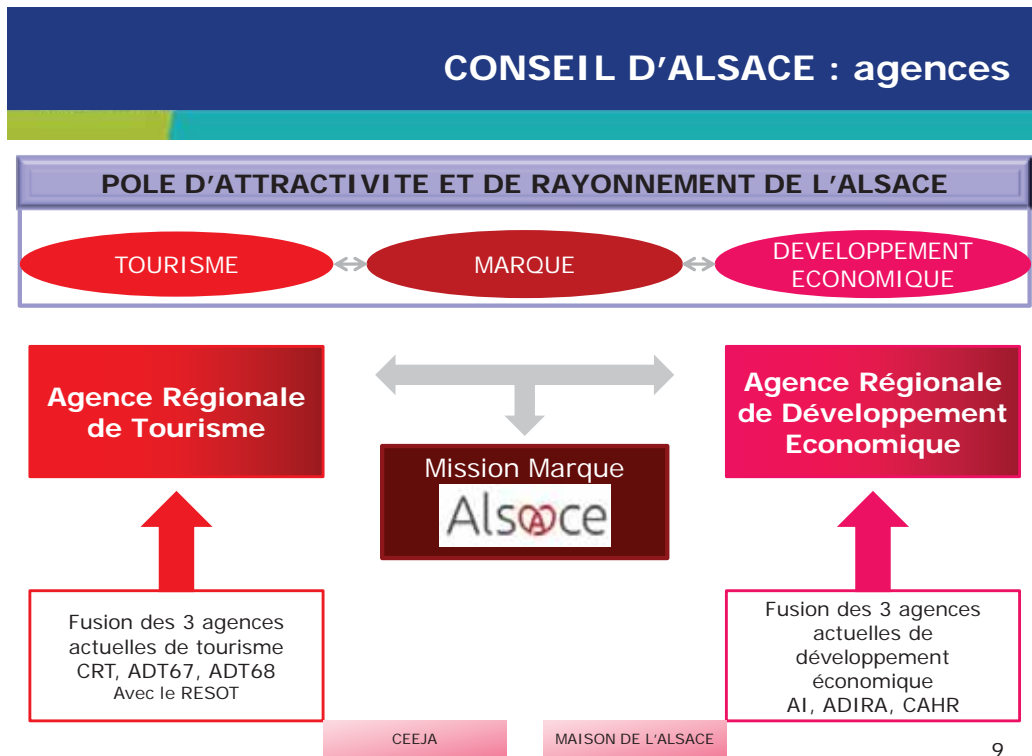 CONSEIL D'ALSACE : agences
POLE D'ATTRACTIVITE ET DE RAYONNEMENT DE L'ALSACE
TOURISME
MARQUE
DEVELOPPEMENT
ECONOMIQUE
Agence Régionale
de Tourisme
Agence Régionale
de Développement
Economique
Mission Marque
Alsace
Fusion des 3 agences
actuelles de tourisme
CRT, ADT67, ADT68
Avec le RESOT
Fusion des 3 agences
actuelles de
développement
économique
AI, ADIRA, CAHR
CEEJA
MAISON DE L'ALSACE
9